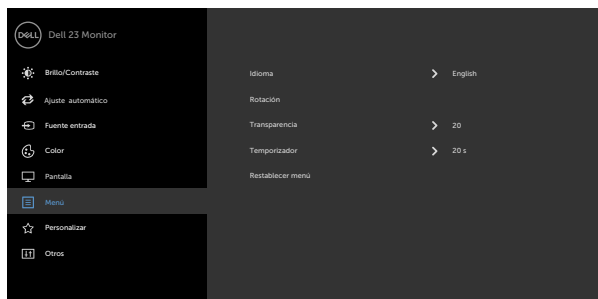 DELL Dell 23 Monitor
Brillo/Contraste
Ajuste automático
Fuente entrada
Color
Pantalla
Menú
Personalizar
Otros
Idioma English
Rotación
Transparencia 20
Temporizador 20 s
Restablecer menú